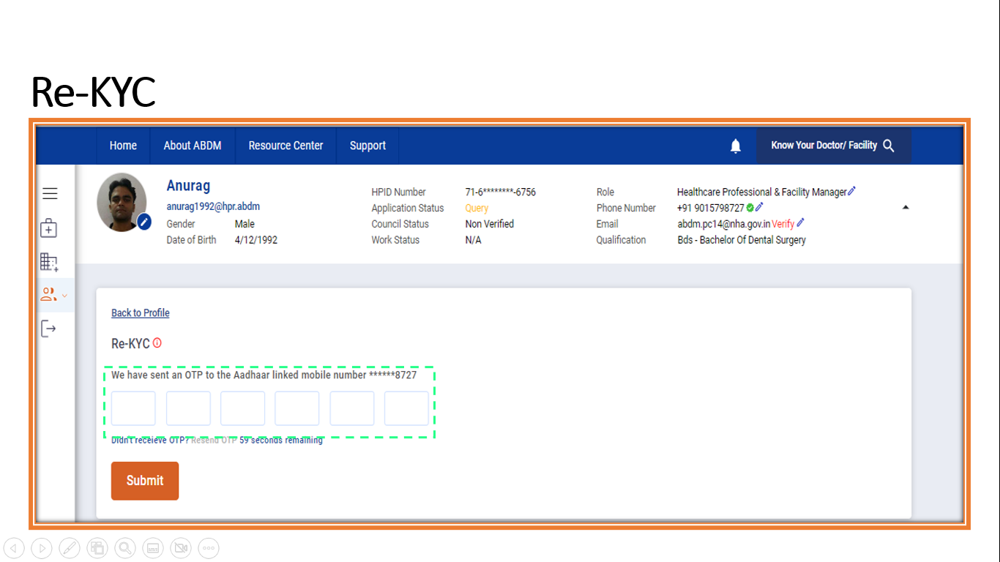 Re-KYC
Home About ABDM Resource Center Support Know Your Doctor/ Facility
Anurag
anurag1992@hpr.abdm
Gender Male
Date of Birth 4/12/1992
HPID Number 71-6********-6756
Application Status Query
Council Status Non Verified
Work Status N/A
Role Healthcare Professional & Facility Manager
Phone Number +91 9015798727
Email abdm.pc14@nha.gov.in Verify
Qualification Bds - Bachelor Of Dental Surgery
Back to Profile
Re-KYC
We have sent an OTP to the Aadhaar linked mobile number ******8727
Didn't receieve OTP? Resend OTP 59 seconds remaining
Submit